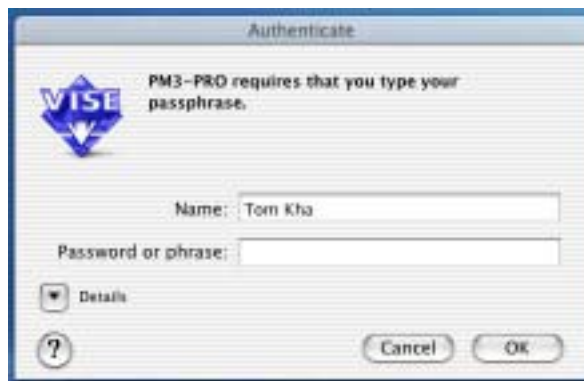 Authenticate
VISE
PM3-PRO requires that you type your
passphrase.
Name: Tom Kha
Password or phrase:
Details
?
Cancel OK